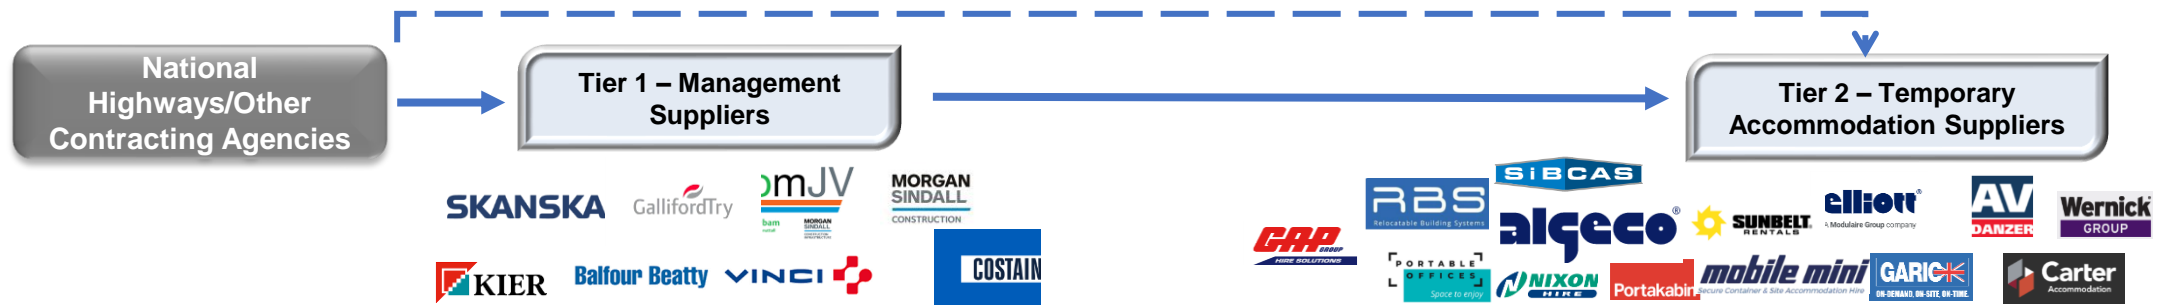 National
Highways/Other
Contracting Agencies
Tier 1 – Management
Suppliers
Tier 2 – Temporary
Accommodation Suppliers
SKANSKA
GallifordTry
mJV
bam
MORGAN
SINDALL
MORGAN
SINDALL
CONSTRUCTION
KIER
Balfour Beatty
VINCI
COSTAIN
GAP
GROUP
HIRE SOLUTIONS
RBS
Relocatable Building Systems
SiBCAS
algeco®
SUNBELT
RENTALS
elliott®
A Modulaire Group company
AV
DANZER
Wernick
GROUP
PORTABLE
OFFICES
Space to enjoy
NIXON
HIRE
Portakabin
mobile mini
Secure Container & Site Accommodation Hire
GARIC
ON-DEMAND, ON-SITE, ON-TIME.
Carter
Accommodation